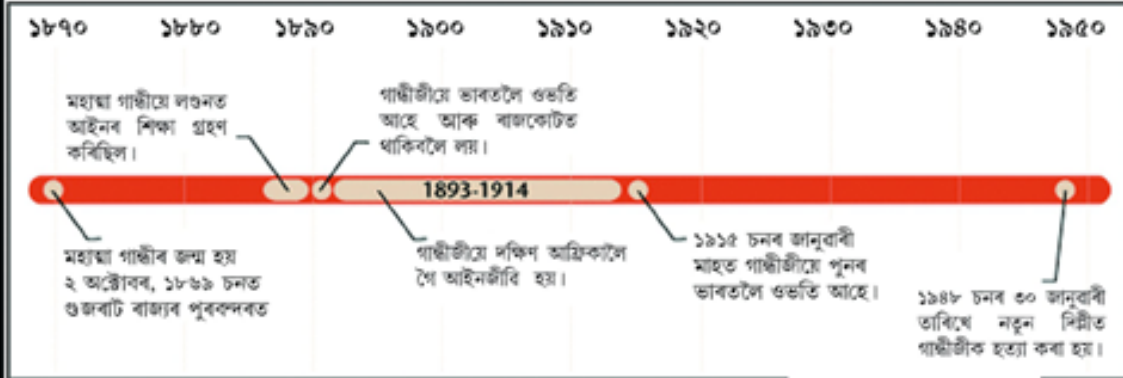 ১৮৭০ ১৮৮০ ১৮৯০ ১৯০০ ১৯১০ ১৯২০ ১৯৩০ ১৯৪০ ১৯৫০
মহাত্মা গান্ধীয়ে লণ্ডনত
আইনৰ শিক্ষা গ্ৰহণ
কৰিছিল।
গান্ধীজীয়ে ভাৰতলৈ ওভতি
আহে আৰু ৰাজকোটত
থাকিবলৈ লয়।
1893-1914
মহাত্মা গান্ধীৰ জন্ম হয়
২ অক্টোবৰ, ১৮৬৯ চনত
গুজৰাট ৰাজ্যৰ পুৰবন্দৰত
গান্ধীজীয়ে দক্ষিণ আফ্ৰিকালৈ
গৈ আইনজীৱি হয়।
১৯১৫ চনৰ জানুৱাৰী
মাহত গান্ধীজীয়ে পুনৰ
ভাৰতলৈ ওভতি আহে।
১৯৪৮ চনৰ ৩০ জানুৱাৰী
তাৰিখে নতুন দিল্লীত
গান্ধীজীক হত্যা কৰা হয়।